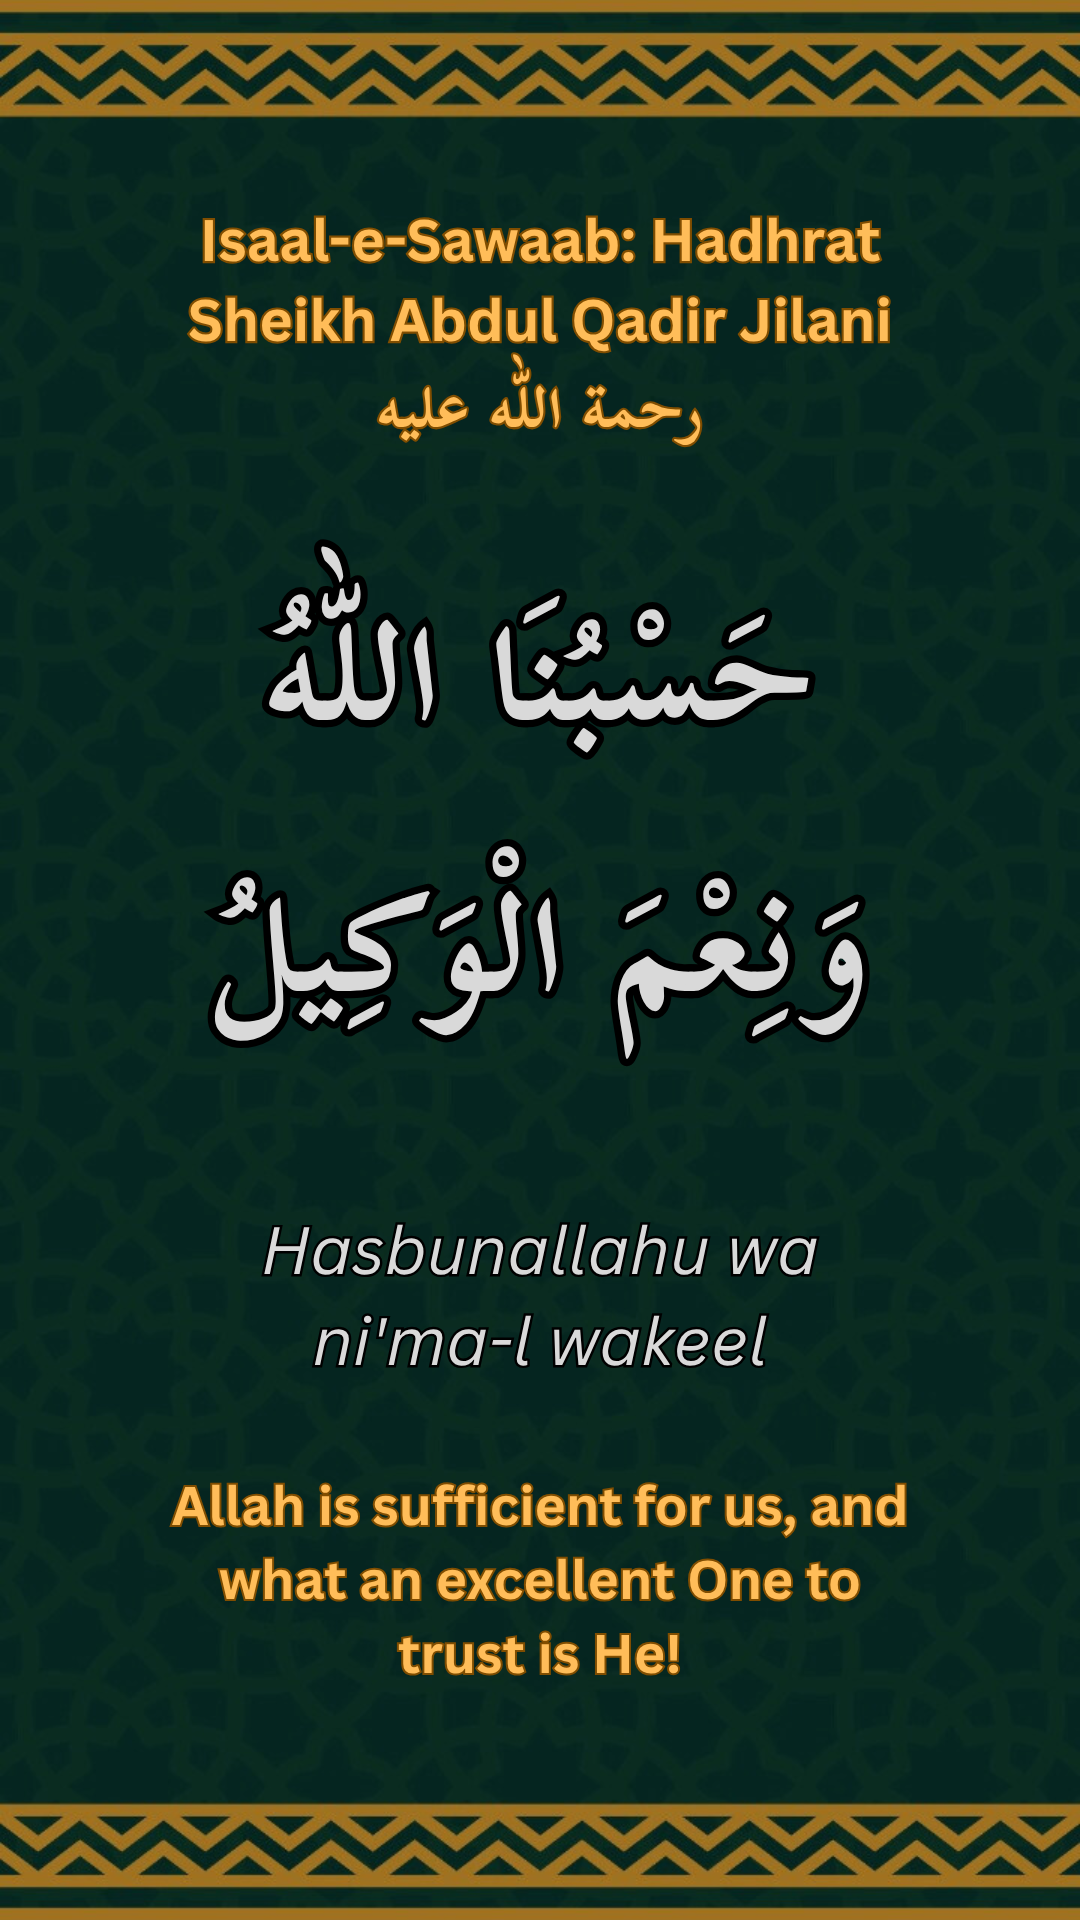 Isaal-e-Sawaab: Hadhrat
Sheikh Abdul Qadir Jilani
رحمة الله عليه
حَسْبُنَا اللّٰهُ
وَنِعْمَ الْوَكِيلُ
Hasbunallahu wa
ni'ma-l wakeel
Allah is sufficient for us, and
what an excellent One to
trust is He!